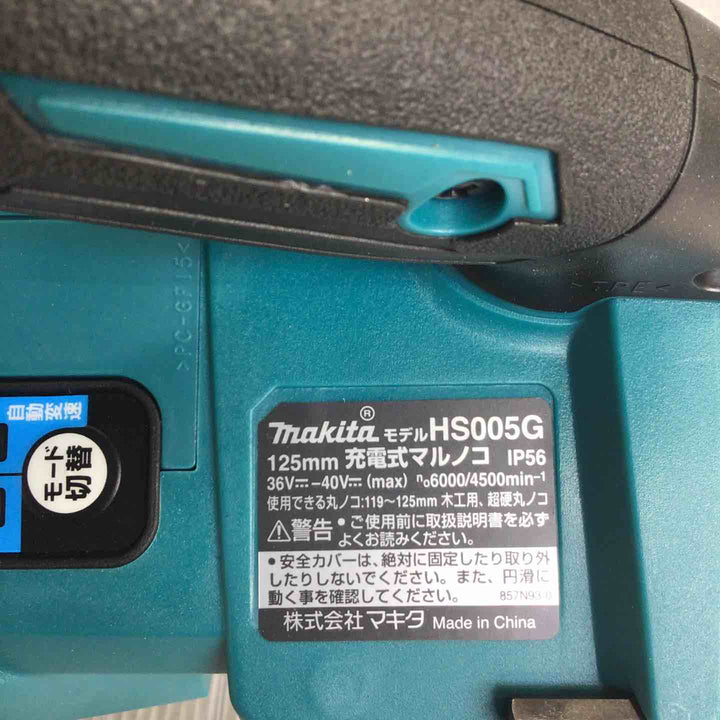 >PC-GF15<
>TPE<
自動変速
モード
切替
makita® モデル HS005G
125mm 充電式マルノコ IP56
36V⎓-40V⎓(max) n₀6000/4500min⁻¹
使用できる丸ノコ:119~125mm 木工用、超硬丸ノコ
⚠警告 • ご使用前に取扱説明書を必ず
よくお読みください。
• 安全カバーは、絶対に固定したり取り外
したりしないでください。また、円滑に
動く事を確認してください。 857N93-0
株式会社 マキタ Made in China